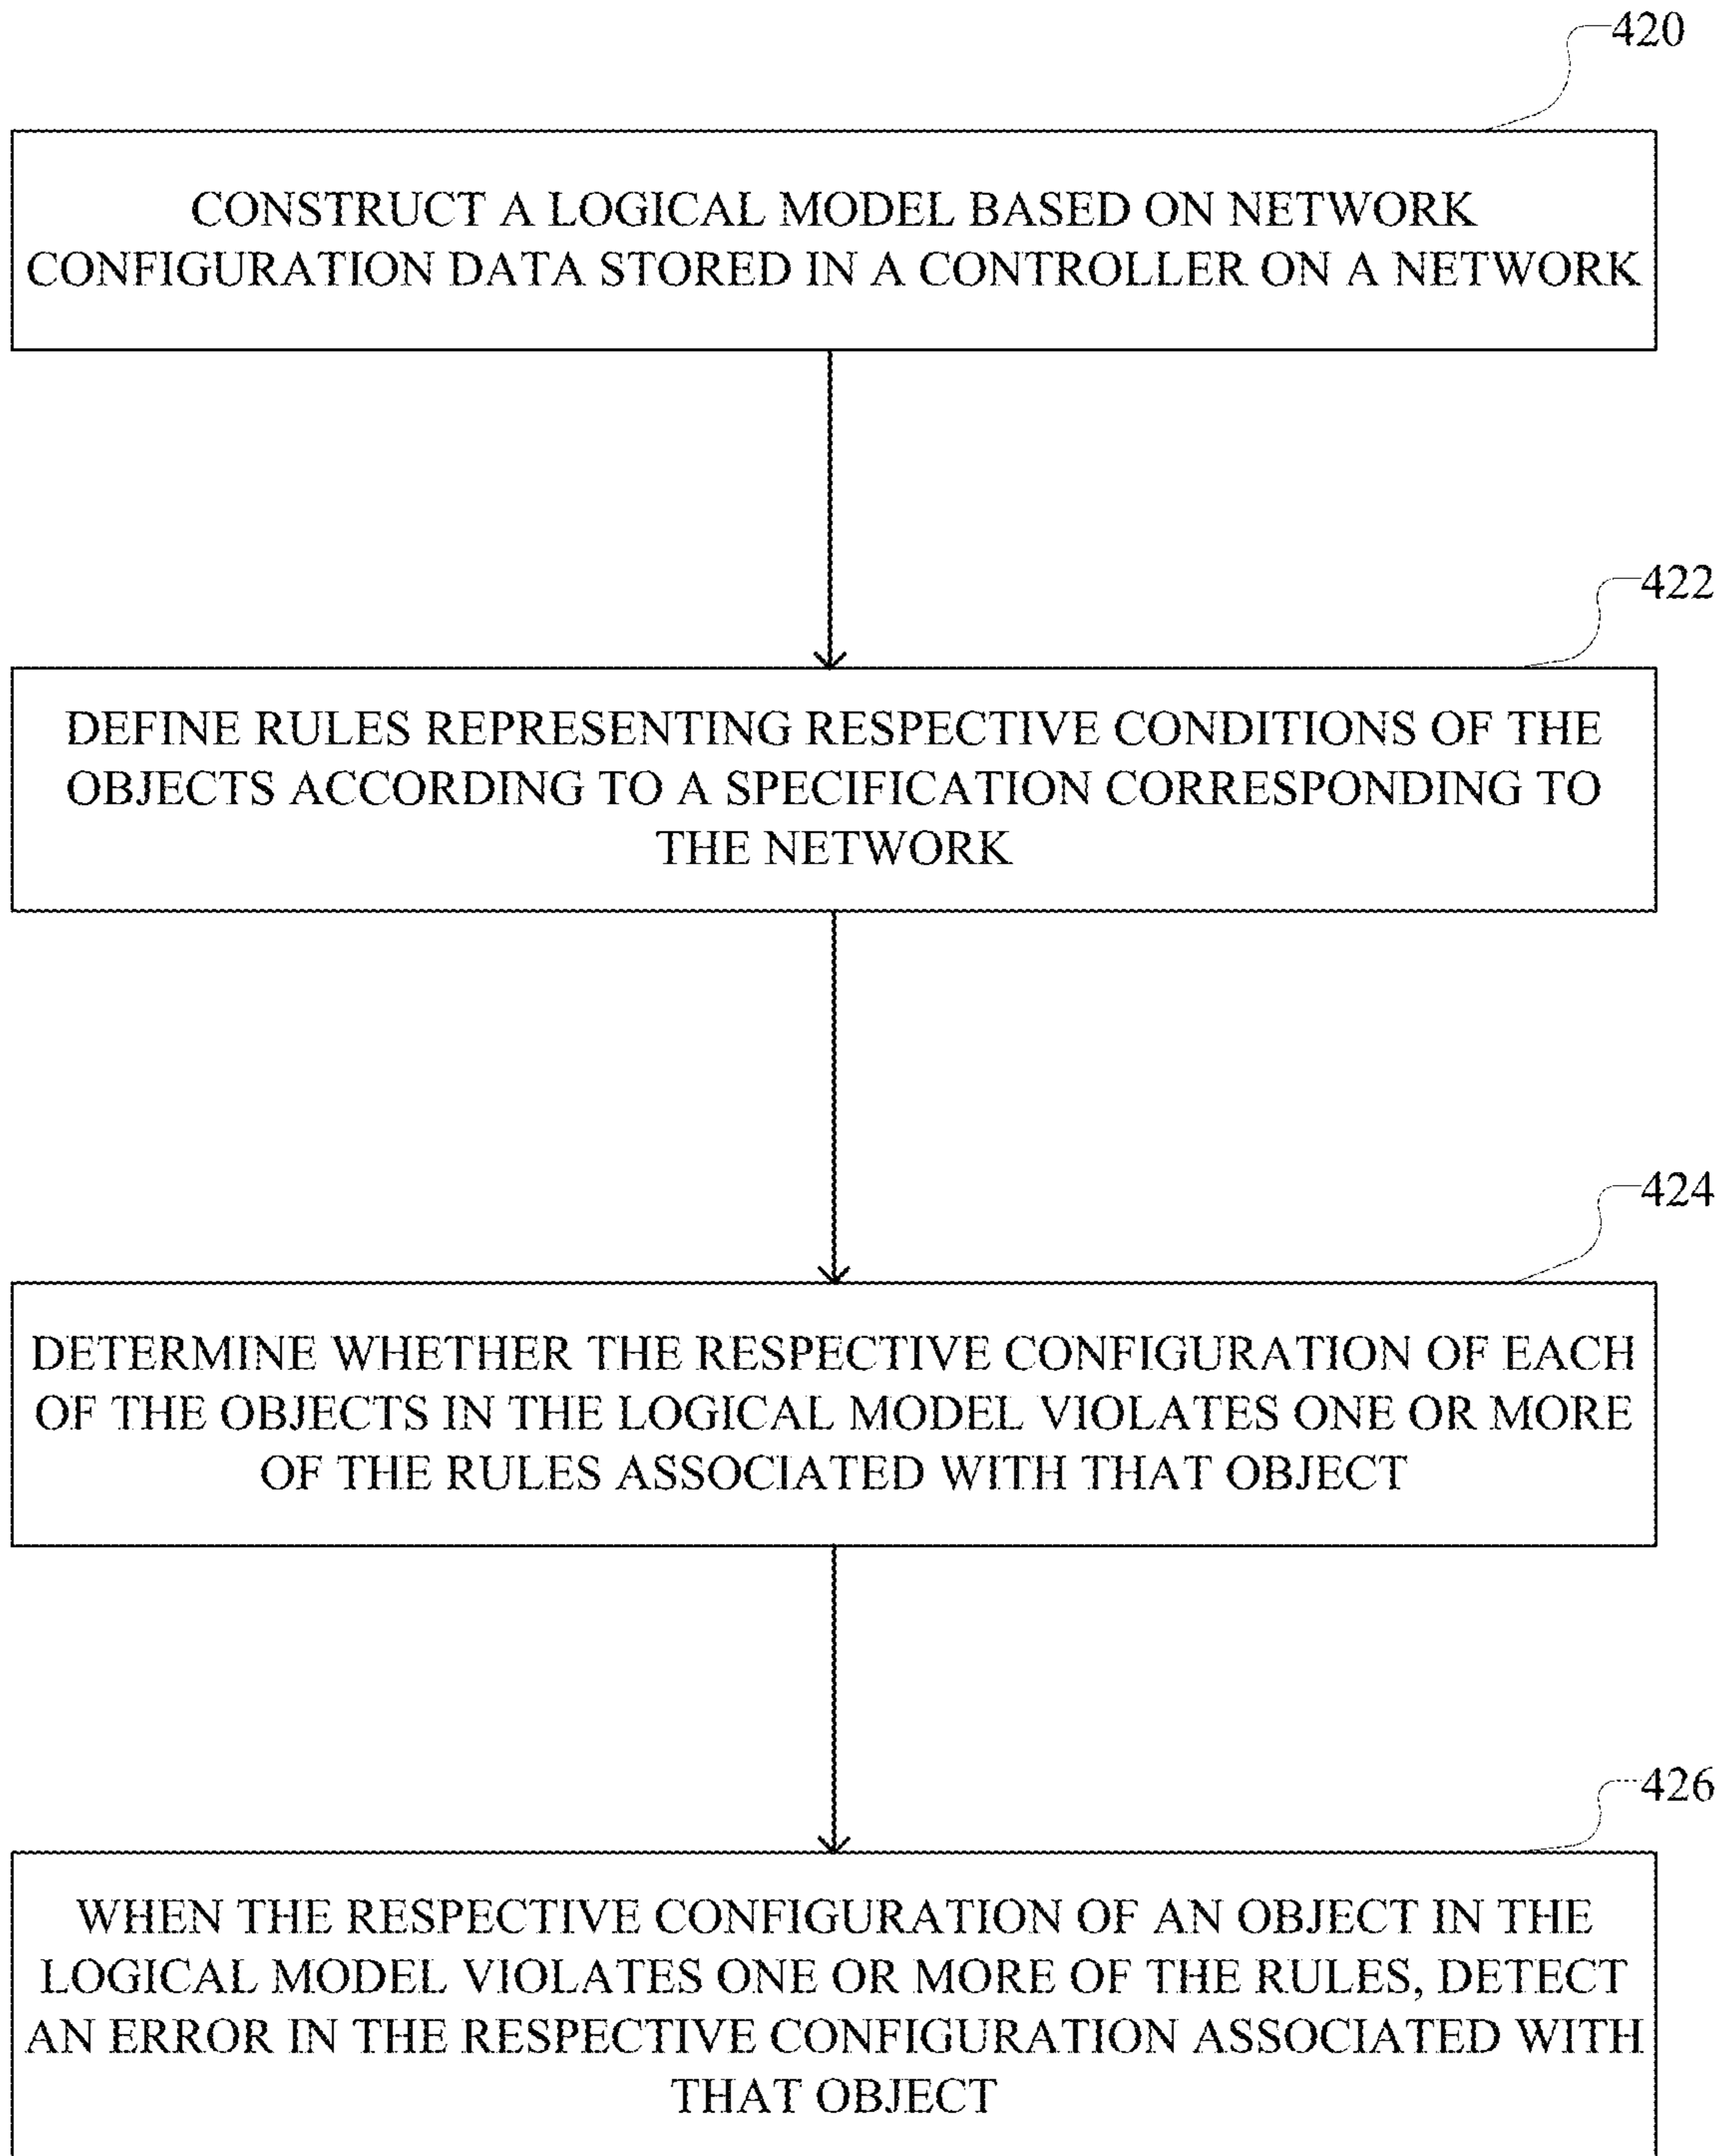 420
CONSTRUCT A LOGICAL MODEL BASED ON NETWORK
CONFIGURATION DATA STORED IN A CONTROLLER ON A NETWORK
422
DEFINE RULES REPRESENTING RESPECTIVE CONDITIONS OF THE
OBJECTS ACCORDING TO A SPECIFICATION CORRESPONDING TO
THE NETWORK
424
DETERMINE WHETHER THE RESPECTIVE CONFIGURATION OF EACH
OF THE OBJECTS IN THE LOGICAL MODEL VIOLATES ONE OR MORE
OF THE RULES ASSOCIATED WITH THAT OBJECT
426
WHEN THE RESPECTIVE CONFIGURATION OF AN OBJECT IN THE
LOGICAL MODEL VIOLATES ONE OR MORE OF THE RULES, DETECT
AN ERROR IN THE RESPECTIVE CONFIGURATION ASSOCIATED WITH
THAT OBJECT